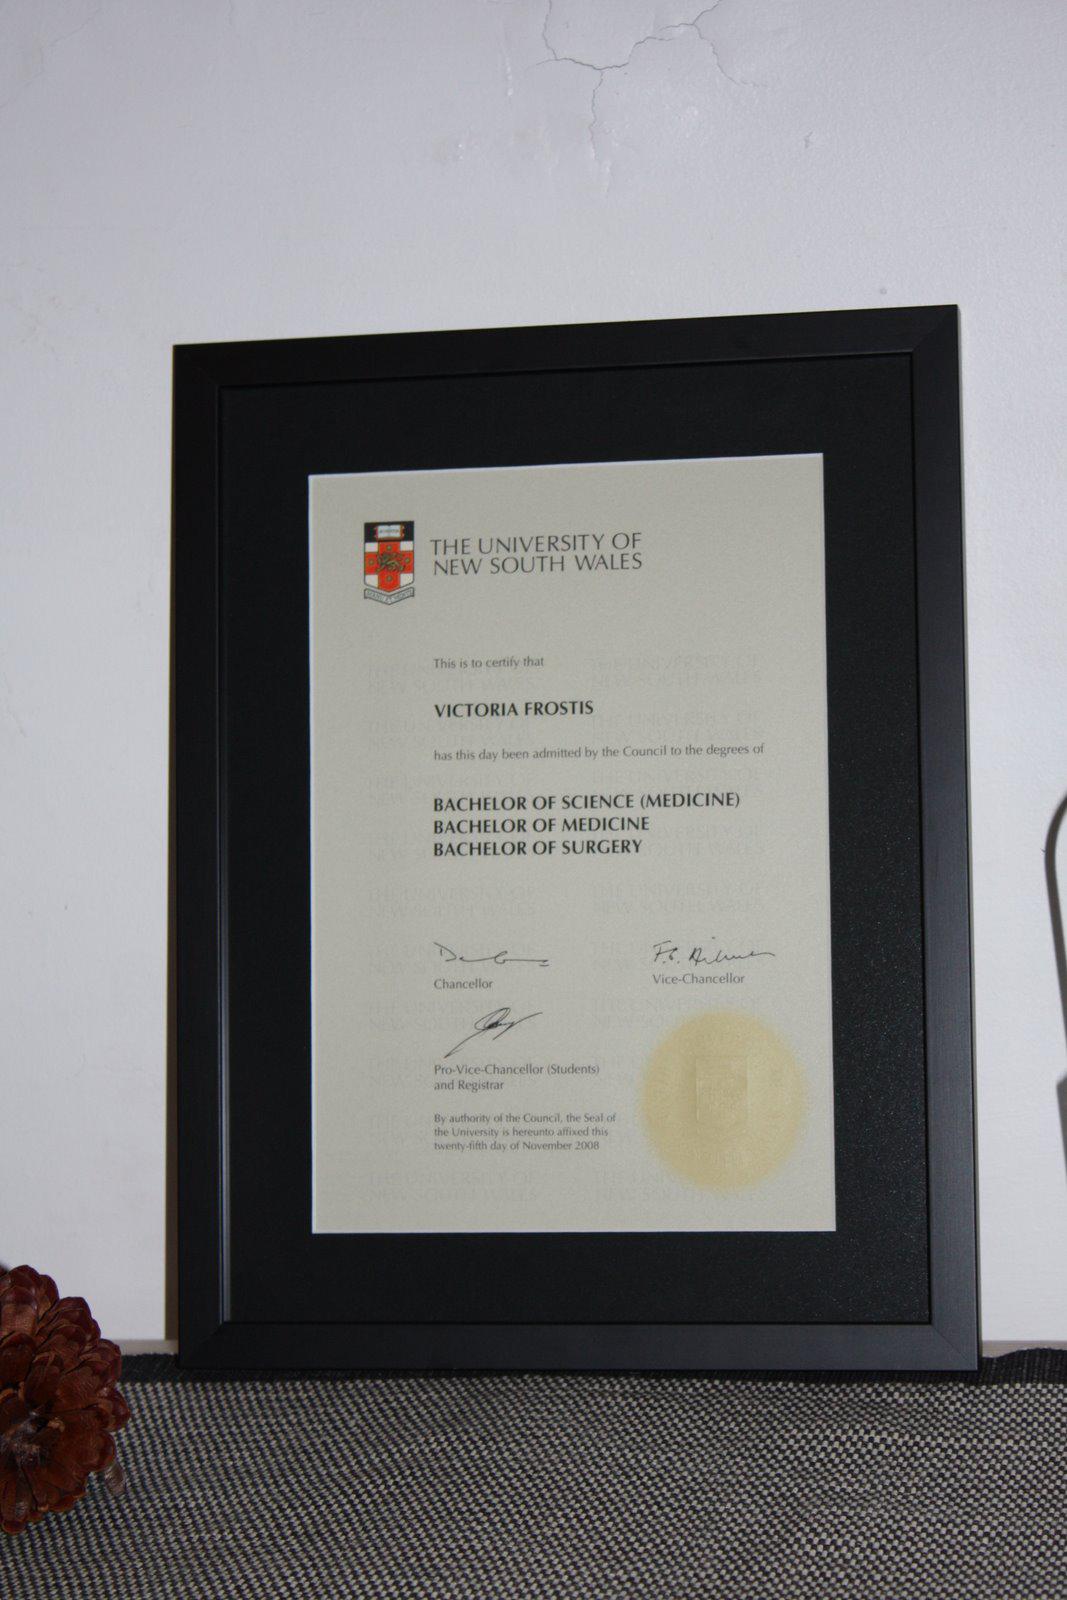 THE UNIVERSITY OF
NEW SOUTH WALES
This is to certify that
VICTORIA FROSTIS
has this day been admitted by the Council to the degrees of
BACHELOR OF SCIENCE (MEDICINE)
BACHELOR OF MEDICINE
BACHELOR OF SURGERY
Chancellor
Vice-Chancellor
Pro-Vice-Chancellor (Students)
and Registrar
By authority of the Council, the Seal of
the University is hereunto affixed this
twenty-fifth day of November 2008